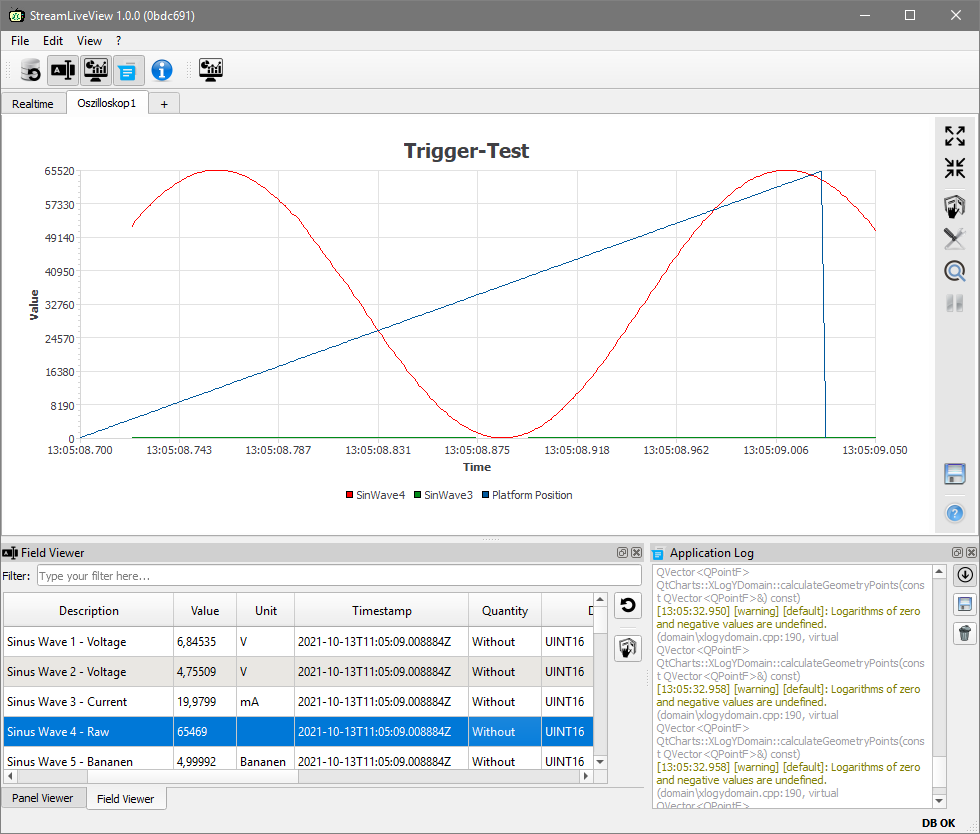 StreamLiveView 1.0.0 (0bdc691)
File Edit View ?
Realtime Oszilloskop1 +
Trigger-Test
65520
57330
49140
40950
32760
24570
16380
8190
0
Value
13:05:08.700 13:05:08.743 13:05:08.787 13:05:08.831 13:05:08.875 13:05:08.918 13:05:08.962 13:05:09.006 13:05:09.050
Time
SinWave4 SinWave3 Platform Position
Field Viewer
Filter: Type your filter here...
Description Value Unit Timestamp Quantity
Sinus Wave 1 - Voltage 6,84535 V 2021-10-13T11:05:09.008884Z Without UINT16
Sinus Wave 2 - Voltage 4,75509 V 2021-10-13T11:05:09.008884Z Without UINT16
Sinus Wave 3 - Current 19,9799 mA 2021-10-13T11:05:09.008884Z Without UINT16
Sinus Wave 4 - Raw 65469 2021-10-13T11:05:09.008884Z Without UINT16
Sinus Wave 5 - Bananen 4,99992 Bananen 2021-10-13T11:05:09.008884Z Without UINT16
Panel Viewer Field Viewer
Application Log
QVector<QPointF>
QtCharts::XLogYDomain::calculateGeometryPoints(cons
t QVector<QPointF>&) const)
[13:05:32.950] [warning] [default]: Logarithms of zero
and negative values are undefined.
(domain\xlogydomain.cpp:190, virtual
QVector<QPointF>
QtCharts::XLogYDomain::calculateGeometryPoints(cons
t QVector<QPointF>&) const)
[13:05:32.958] [warning] [default]: Logarithms of zero
and negative values are undefined.
(domain\xlogydomain.cpp:190, virtual
QVector<QPointF>
QtCharts::XLogYDomain::calculateGeometryPoints(cons
t QVector<QPointF>&) const)
[13:05:32.958] [warning] [default]: Logarithms of zero
and negative values are undefined.
(domain\xlogydomain.cpp:190, virtual
QVector<QPointF>
DB OK